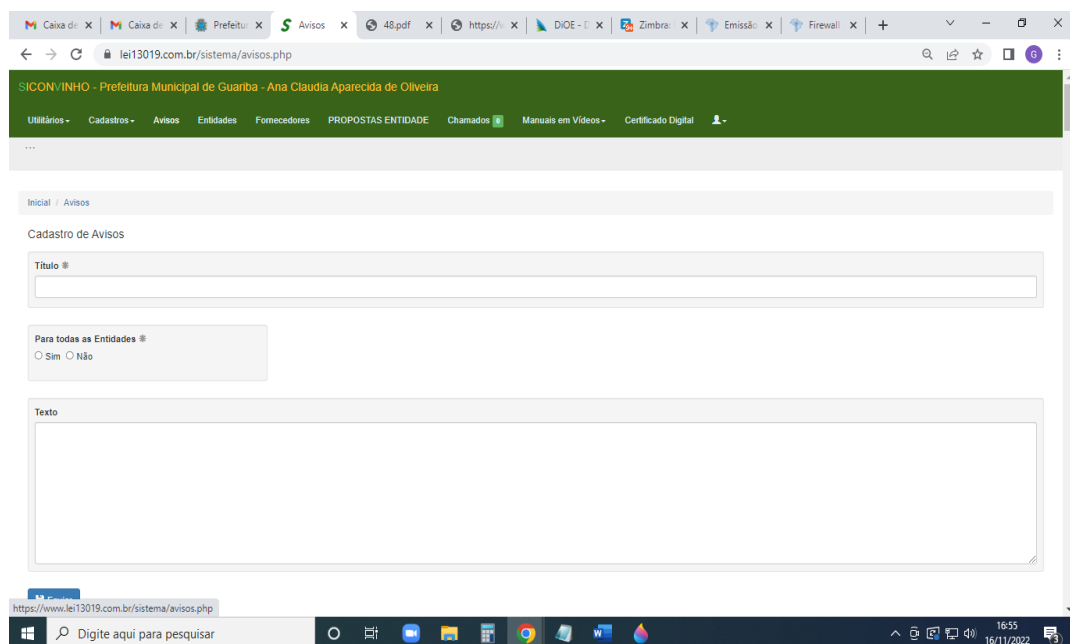 Caixa de
Caixa de
Prefeitur
Avisos
48.pdf
https://v
DiOE - D
Zimbra:
Emissão
Firewall
lei13019.com.br/sistema/avisos.php
G
SICONVINHO - Prefeitura Municipal de Guariba - Ana Claudia Aparecida de Oliveira
Utilitários Cadastros Avisos Entidades Fornecedores PROPOSTAS ENTIDADE Chamados 0 Manuais em Vídeos Certificado Digital
...
Inicial / Avisos
Cadastro de Avisos
Título
Para todas as Entidades
Sim Não
Texto
Enviar
https://www.lei13019.com.br/sistema/avisos.php
Digite aqui para pesquisar
16:55
16/11/2022
3